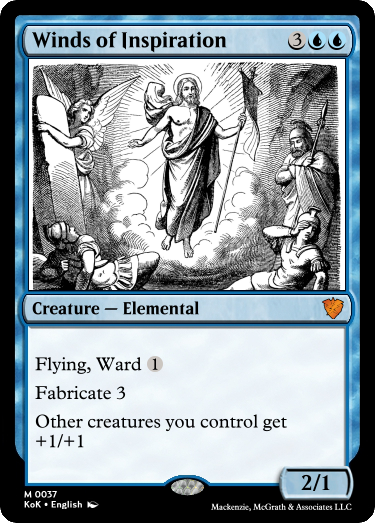 Winds of Inspiration 3
Creature — Elemental
Flying, Ward 1
Fabricate 3
Other creatures you control get
+1/+1
2/1
M 0037
KoK • English
Mackenzie, McGrath & Associates LLC